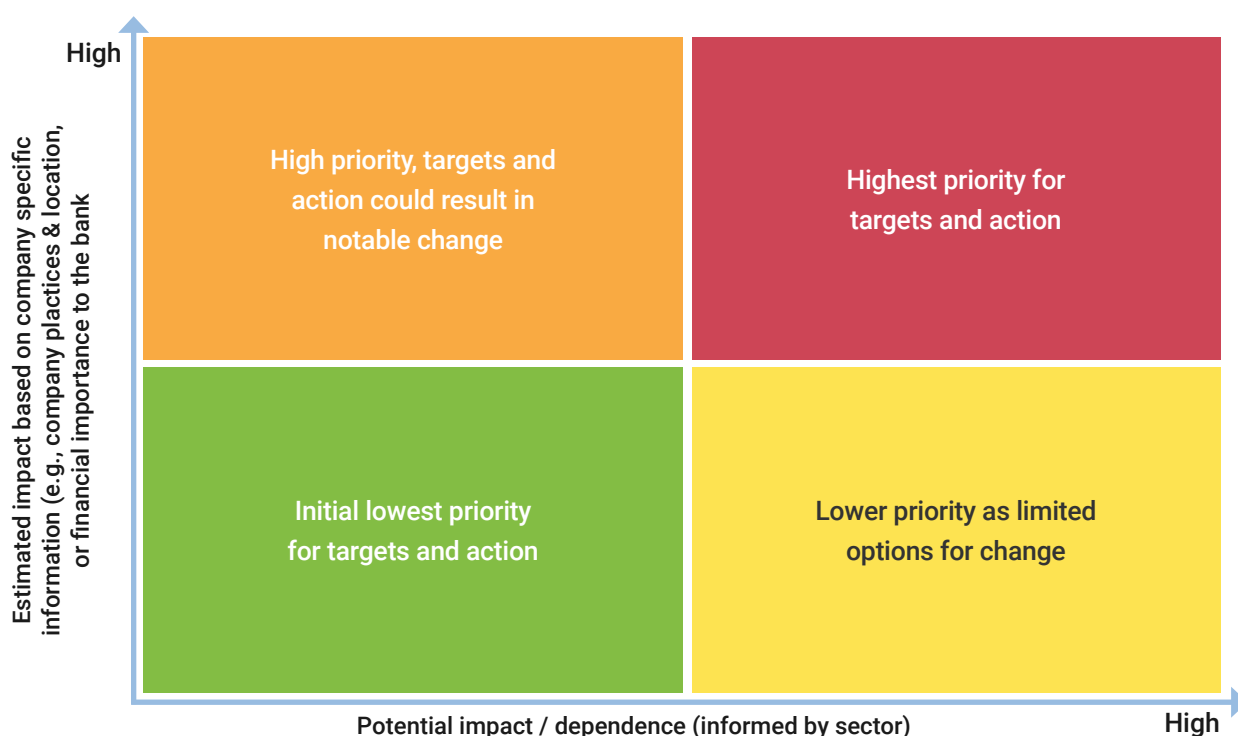 High
Estimated impact based on company specific
information (e.g., company plactices & location,
or financial importance to the bank
High priority, targets and
action could result in
notable change
Highest priority for
targets and action
Initial lowest priority
for targets and action
Lower priority as limited
options for change
Potential impact / dependence (informed by sector)
High